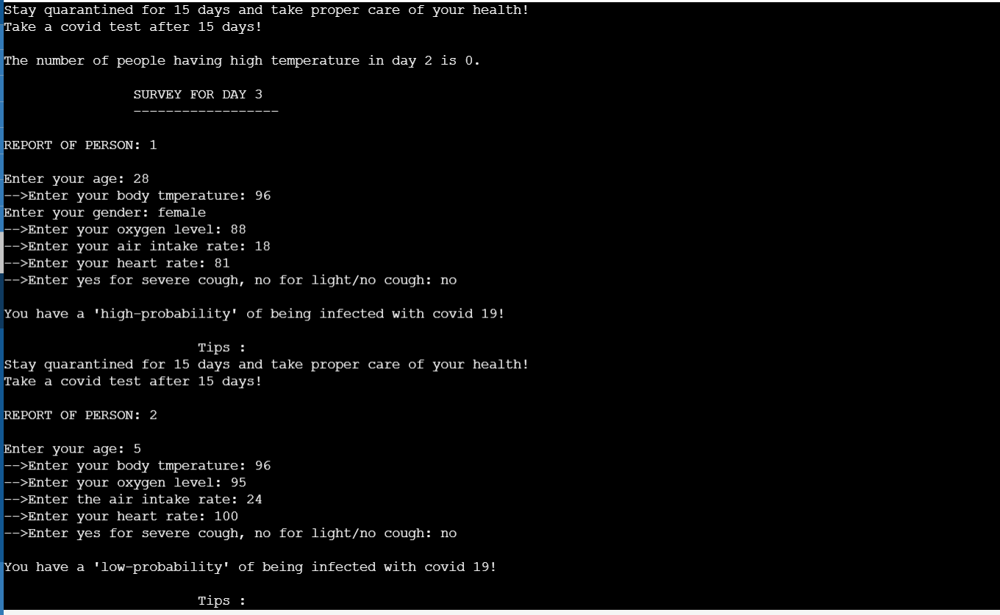 Stay quarantined for 15 days and take proper care of your health!
Take a covid test after 15 days!
The number of people having high temperature in day 2 is 0.
SURVEY FOR DAY 3
------------------
REPORT OF PERSON: 1
Enter your age: 28
-->Enter your body tmperature: 96
Enter your gender: female
-->Enter your oxygen level: 88
-->Enter your air intake rate: 18
-->Enter your heart rate: 81
-->Enter yes for severe cough, no for light/no cough: no
You have a 'high-probability' of being infected with covid 19!
Tips :
Stay quarantined for 15 days and take proper care of your health!
Take a covid test after 15 days!
REPORT OF PERSON: 2
Enter your age: 5
-->Enter your body tmperature: 96
-->Enter your oxygen level: 95
-->Enter the air intake rate: 24
-->Enter your heart rate: 100
-->Enter yes for severe cough, no for light/no cough: no
You have a 'low-probability' of being infected with covid 19!
Tips :